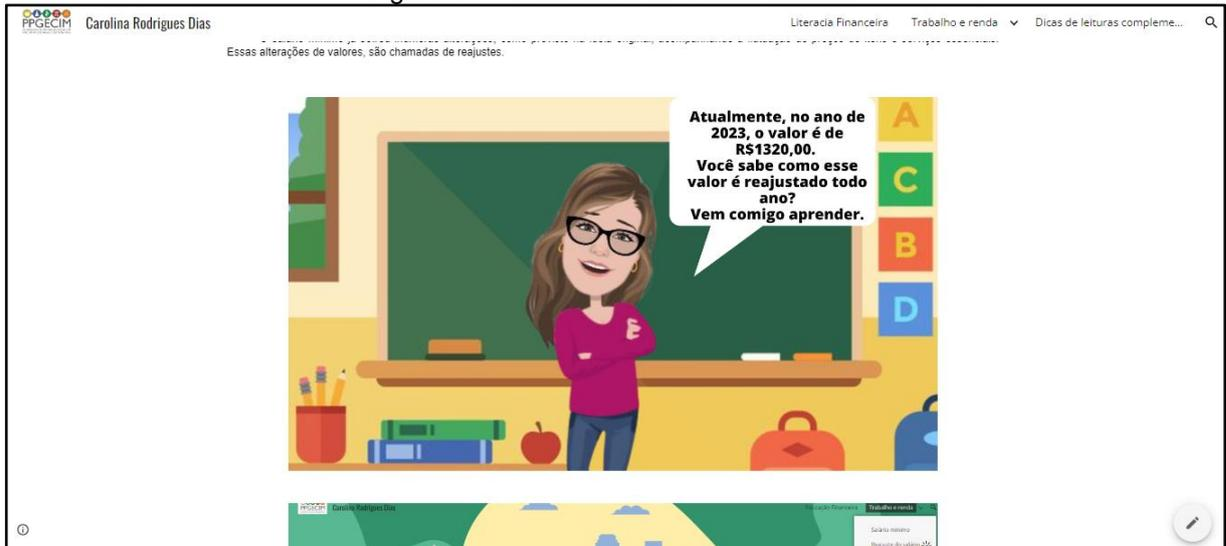 PPGECIM
Carolina Rodrigues Dias
Literacia Financeira Trabalho e renda Dicas de leituras compleme...
Essas alterações de valores, são chamadas de reajustes.
Atualmente, no ano de
2023, o valor é de
R$1320,00.
Você sabe como esse
valor é reajustado todo
ano?
Vem comigo aprender.
A
C
B
D
PPGECIM
Carolina Rodrigues Dias
Educação Financeira Trabalho e renda
Salário mínimo